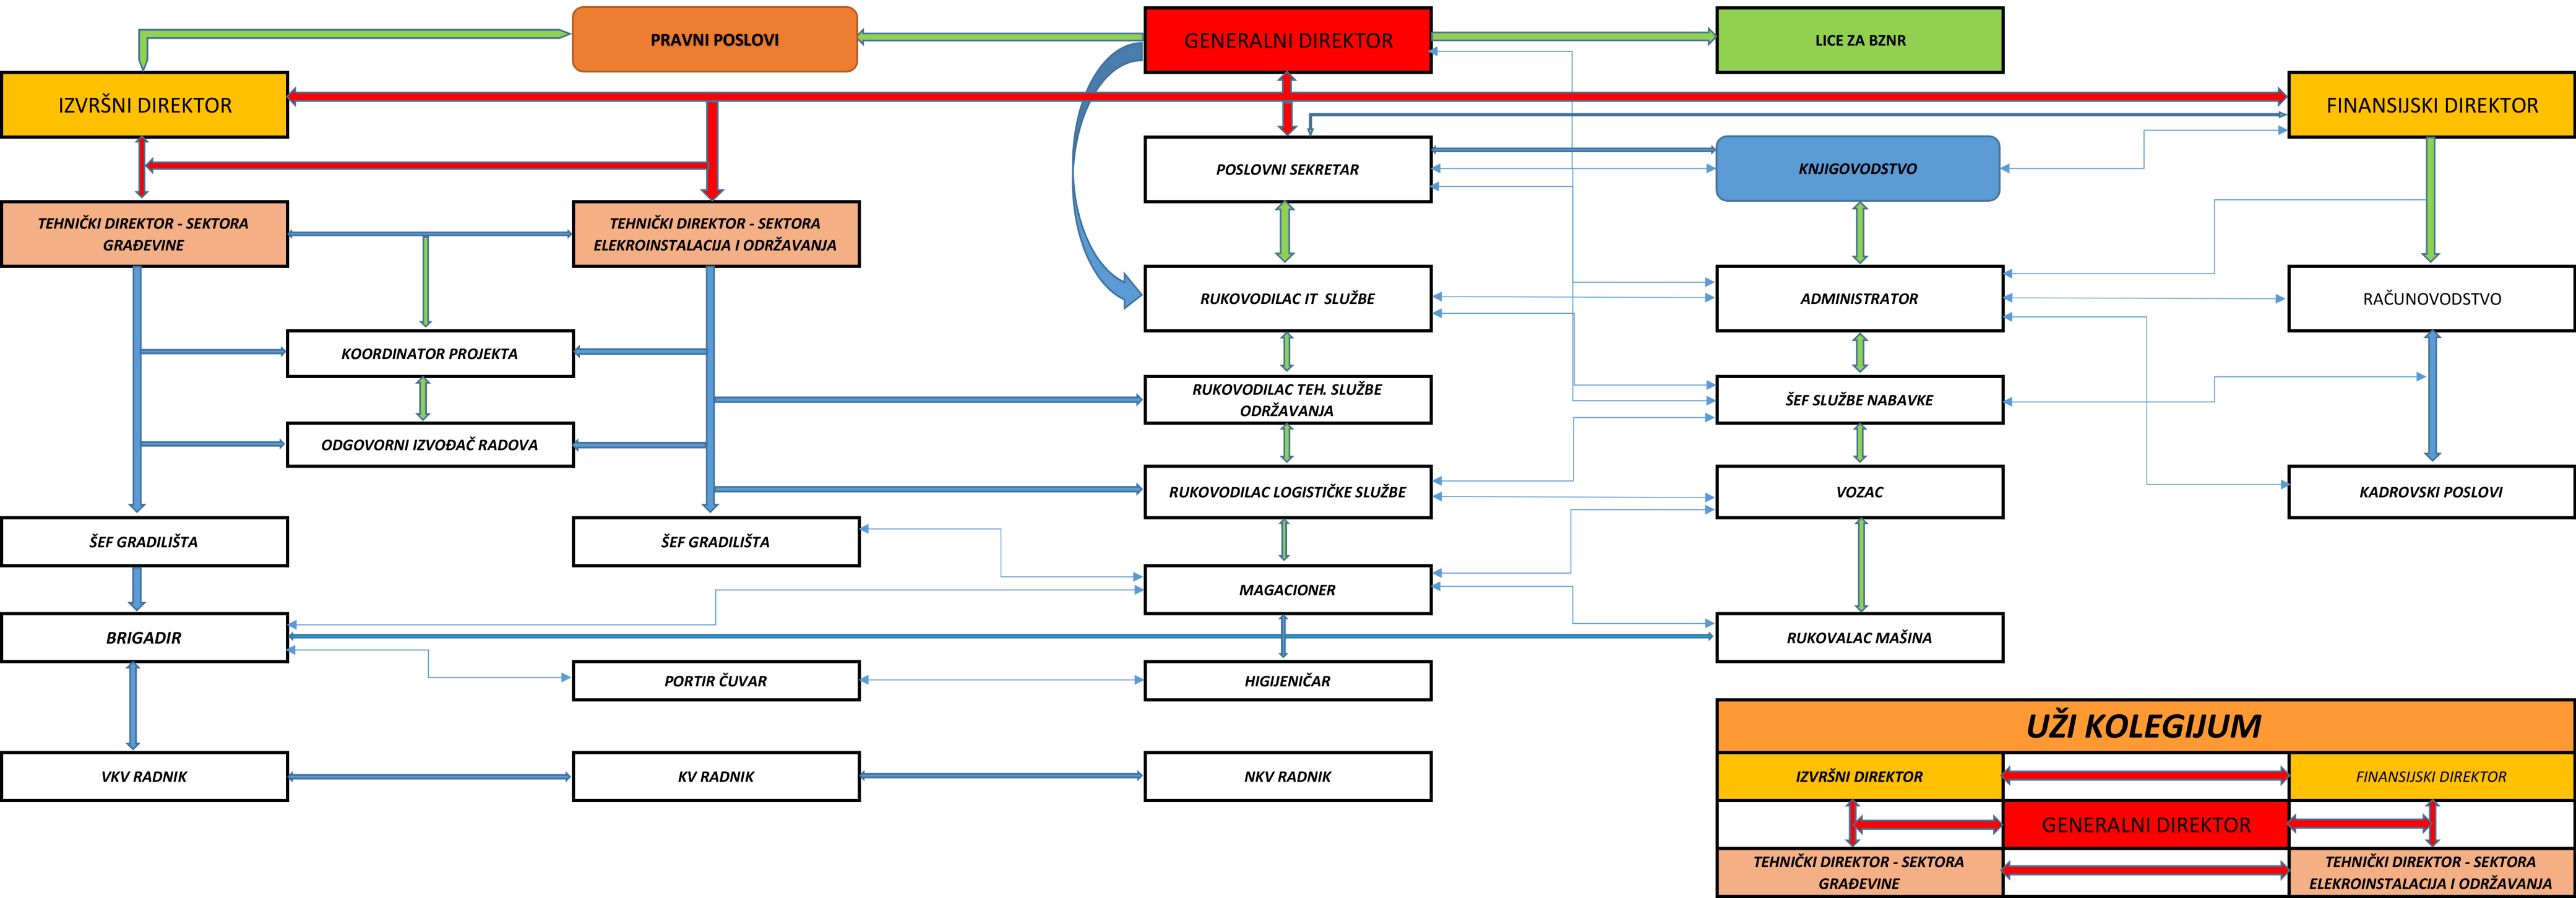 PRAVNI POSLOVI
GENERALNI DIREKTOR
LICE ZA BZNR
IZVRŠNI DIREKTOR
FINANSIJSKI DIREKTOR
POSLOVNI SEKRETAR
KNJIGOVODSTVO
TEHNIČKI DIREKTOR - SEKTORA
GRAĐEVINE
TEHNIČKI DIREKTOR - SEKTORA
ELEKROINSTALACIJA I ODRŽAVANJA
RUKOVODILAC IT SLUŽBE
ADMINISTRATOR
RAČUNOVODSTVO
KOORDINATOR PROJEKTA
RUKOVODILAC TEH. SLUŽBE
ODRŽAVANJA
ŠEF SLUŽBE NABAVKE
ODGOVORNI IZVOĐAČ RADOVA
RUKOVODILAC LOGISTIČKE SLUŽBE
VOZAC
KADROVSKI POSLOVI
ŠEF GRADILIŠTA
ŠEF GRADILIŠTA
MAGACIONER
BRIGADIR
RUKOVALAC MAŠINA
PORTIR ČUVAR
HIGIJENIČAR
VKV RADNIK
KV RADNIK
NKV RADNIK
UŽI KOLEGIJUM
IZVRŠNI DIREKTOR
FINANSIJSKI DIREKTOR
GENERALNI DIREKTOR
TEHNIČKI DIREKTOR - SEKTORA
GRAĐEVINE
TEHNIČKI DIREKTOR - SEKTORA
ELEKROINSTALACIJA I ODRŽAVANJA